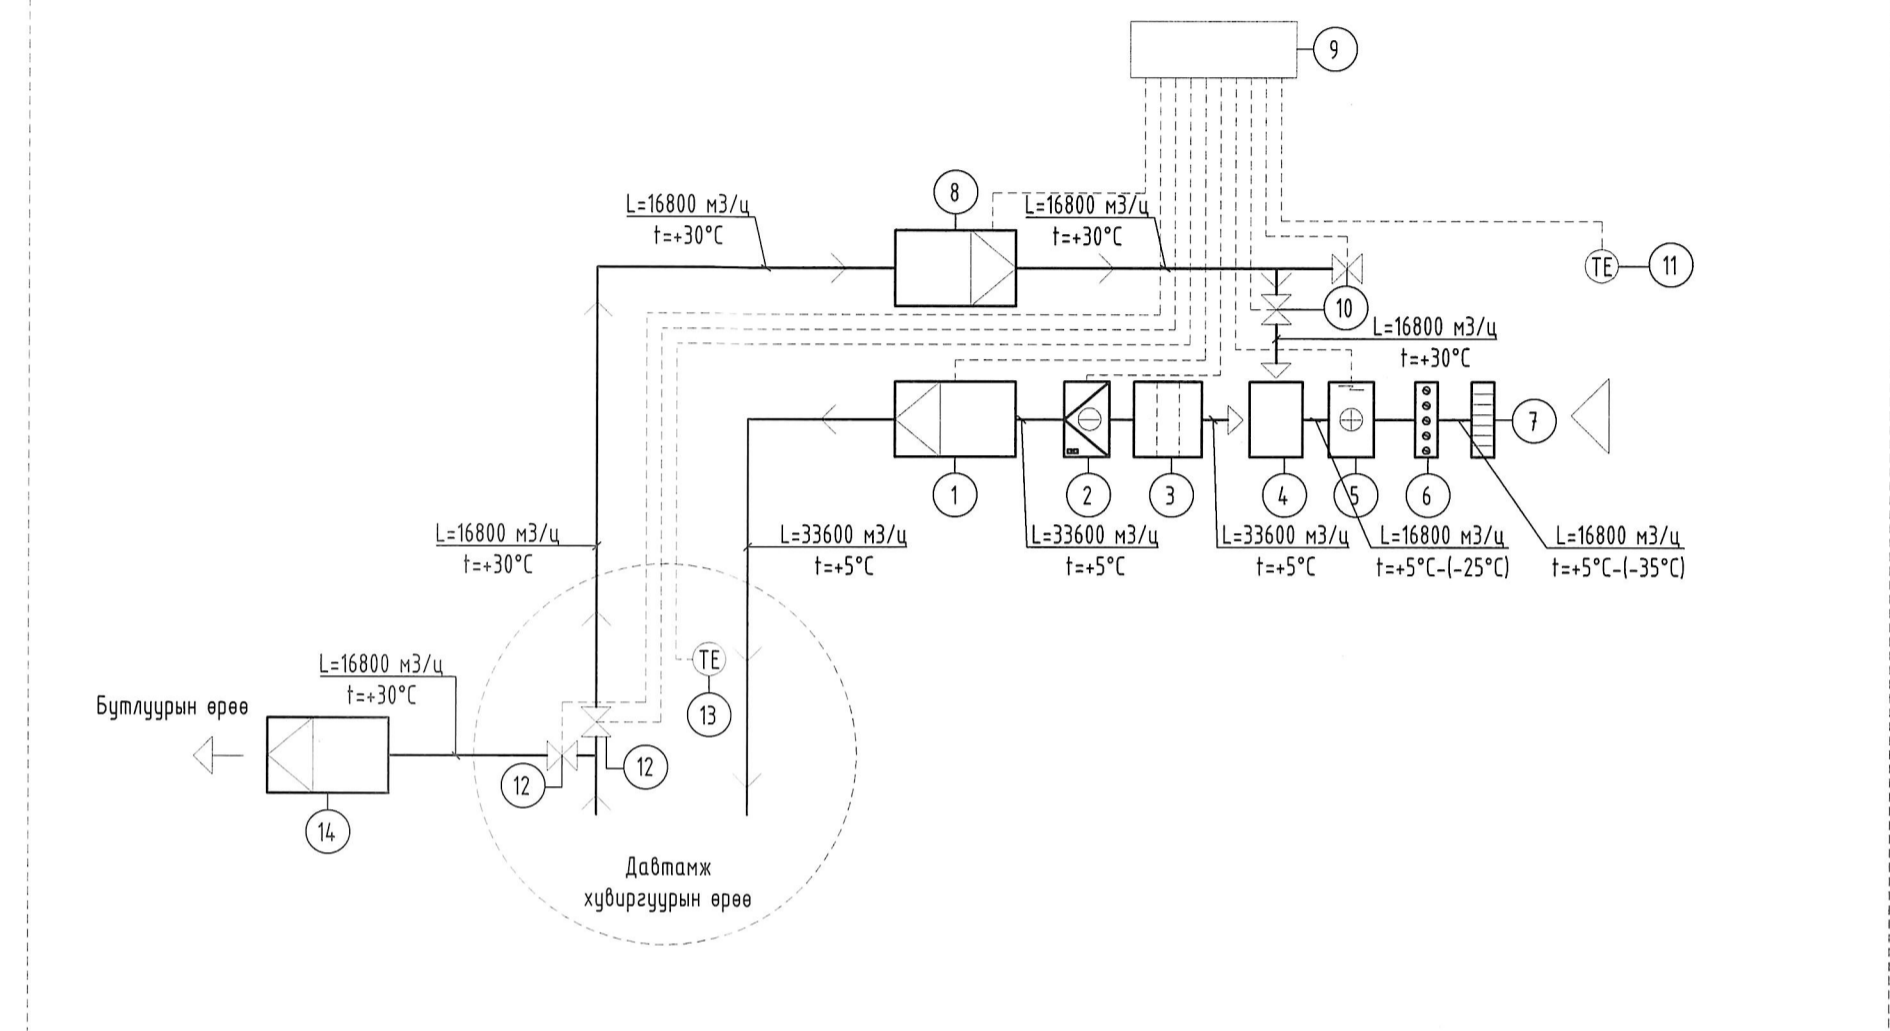 9
8
L=16800 м3/ц
t=+30°C
L=16800 м3/ц
t=+30°C
TE
11
10
L=16800 м3/ц
t=+30°C
7
1
2
3
4
5
6
L=16800 м3/ц
t=+30°C
L=33600 м3/ц
t=+5°C
L=33600 м3/ц
t=+5°C
L=33600 м3/ц
t=+5°C
L=16800 м3/ц
t=+5°C-(-25°C)
L=16800 м3/ц
t=+5°C-(-35°C)
L=16800 м3/ц
t=+30°C
TE
13
Бутлуурын өрөө
12
12
14
Давтамж
хувиргуурын өрөө